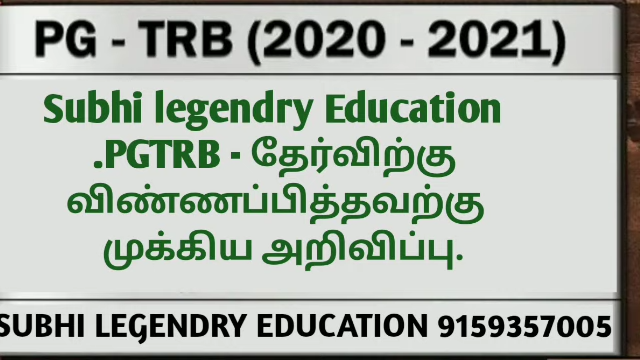 PG - TRB (2020 - 2021)
Subhi legendry Education
.PGTRB - தேர்விற்கு
விண்ணப்பித்தவற்கு
முக்கிய அறிவிப்பு.
SUBHI LEGENDRY EDUCATION 9159357005